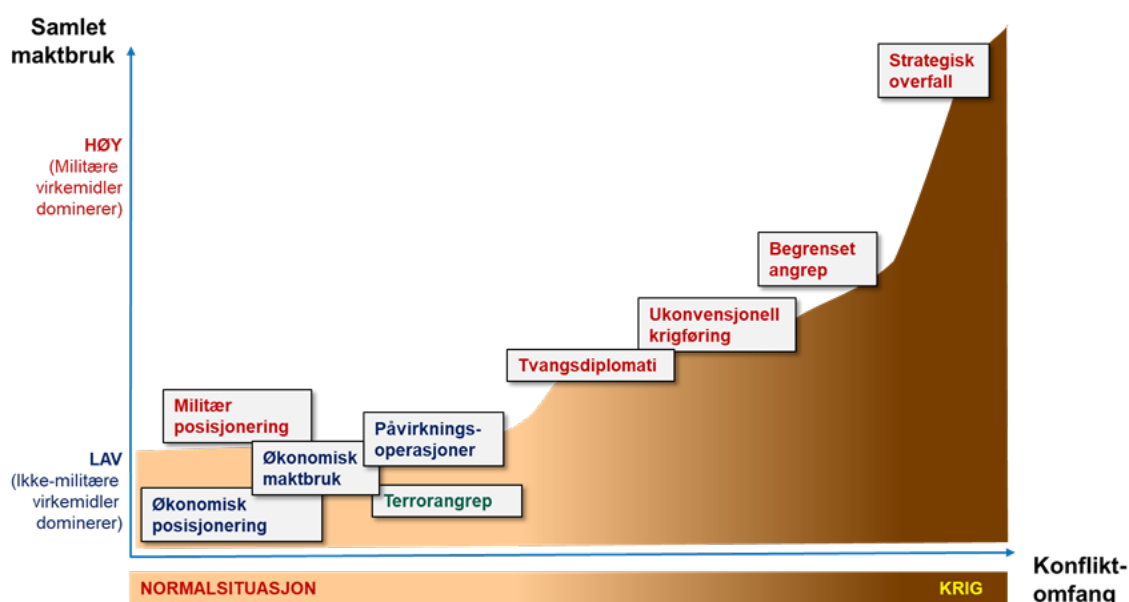 Samlet
maktbruk
Strategisk
overfall
HØY
(Militære
virkemidler
dominerer)
Begrenset
angrep
Ukonvensjonell
krigføring
Tvangsdiplomati
Militær
posisjonering
Påvirknings-
operasjoner
Økonomisk
maktbruk
LAV
(Ikke-militære
virkemidler
dominerer)
Økonomisk
posisjonering
Terrorangrep
Konflikt-
omfang
NORMALSITUASJON
KRIG